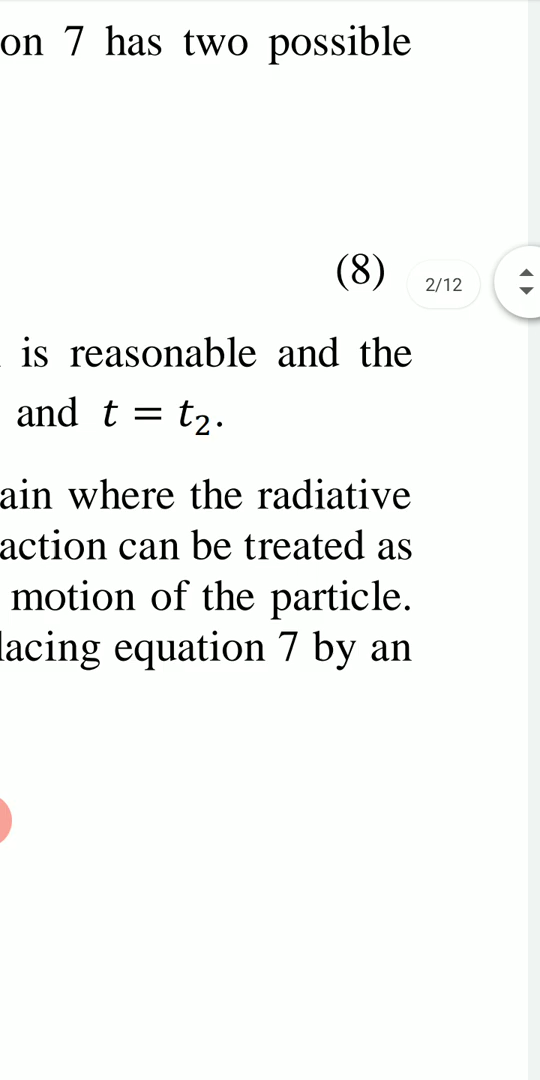 on 7 has two possible
(8)
2/12
is reasonable and the
and t = t₂.
ain where the radiative
action can be treated as
motion of the particle.
lacing equation 7 by an